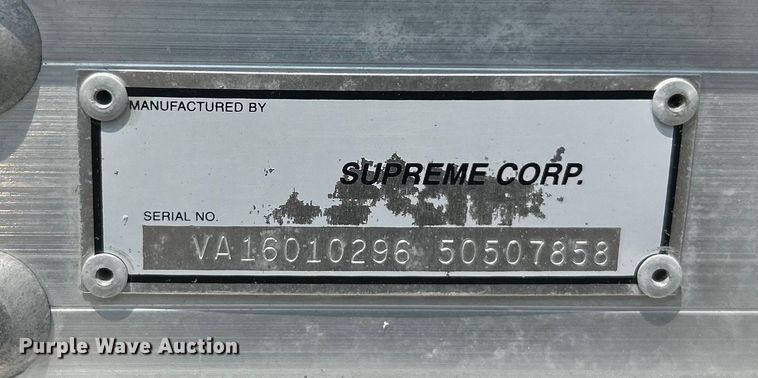 MANUFACTURED BY
SUPREME CORP.
SERIAL NO.
VA16010296 50507858
Purple Wave Auction